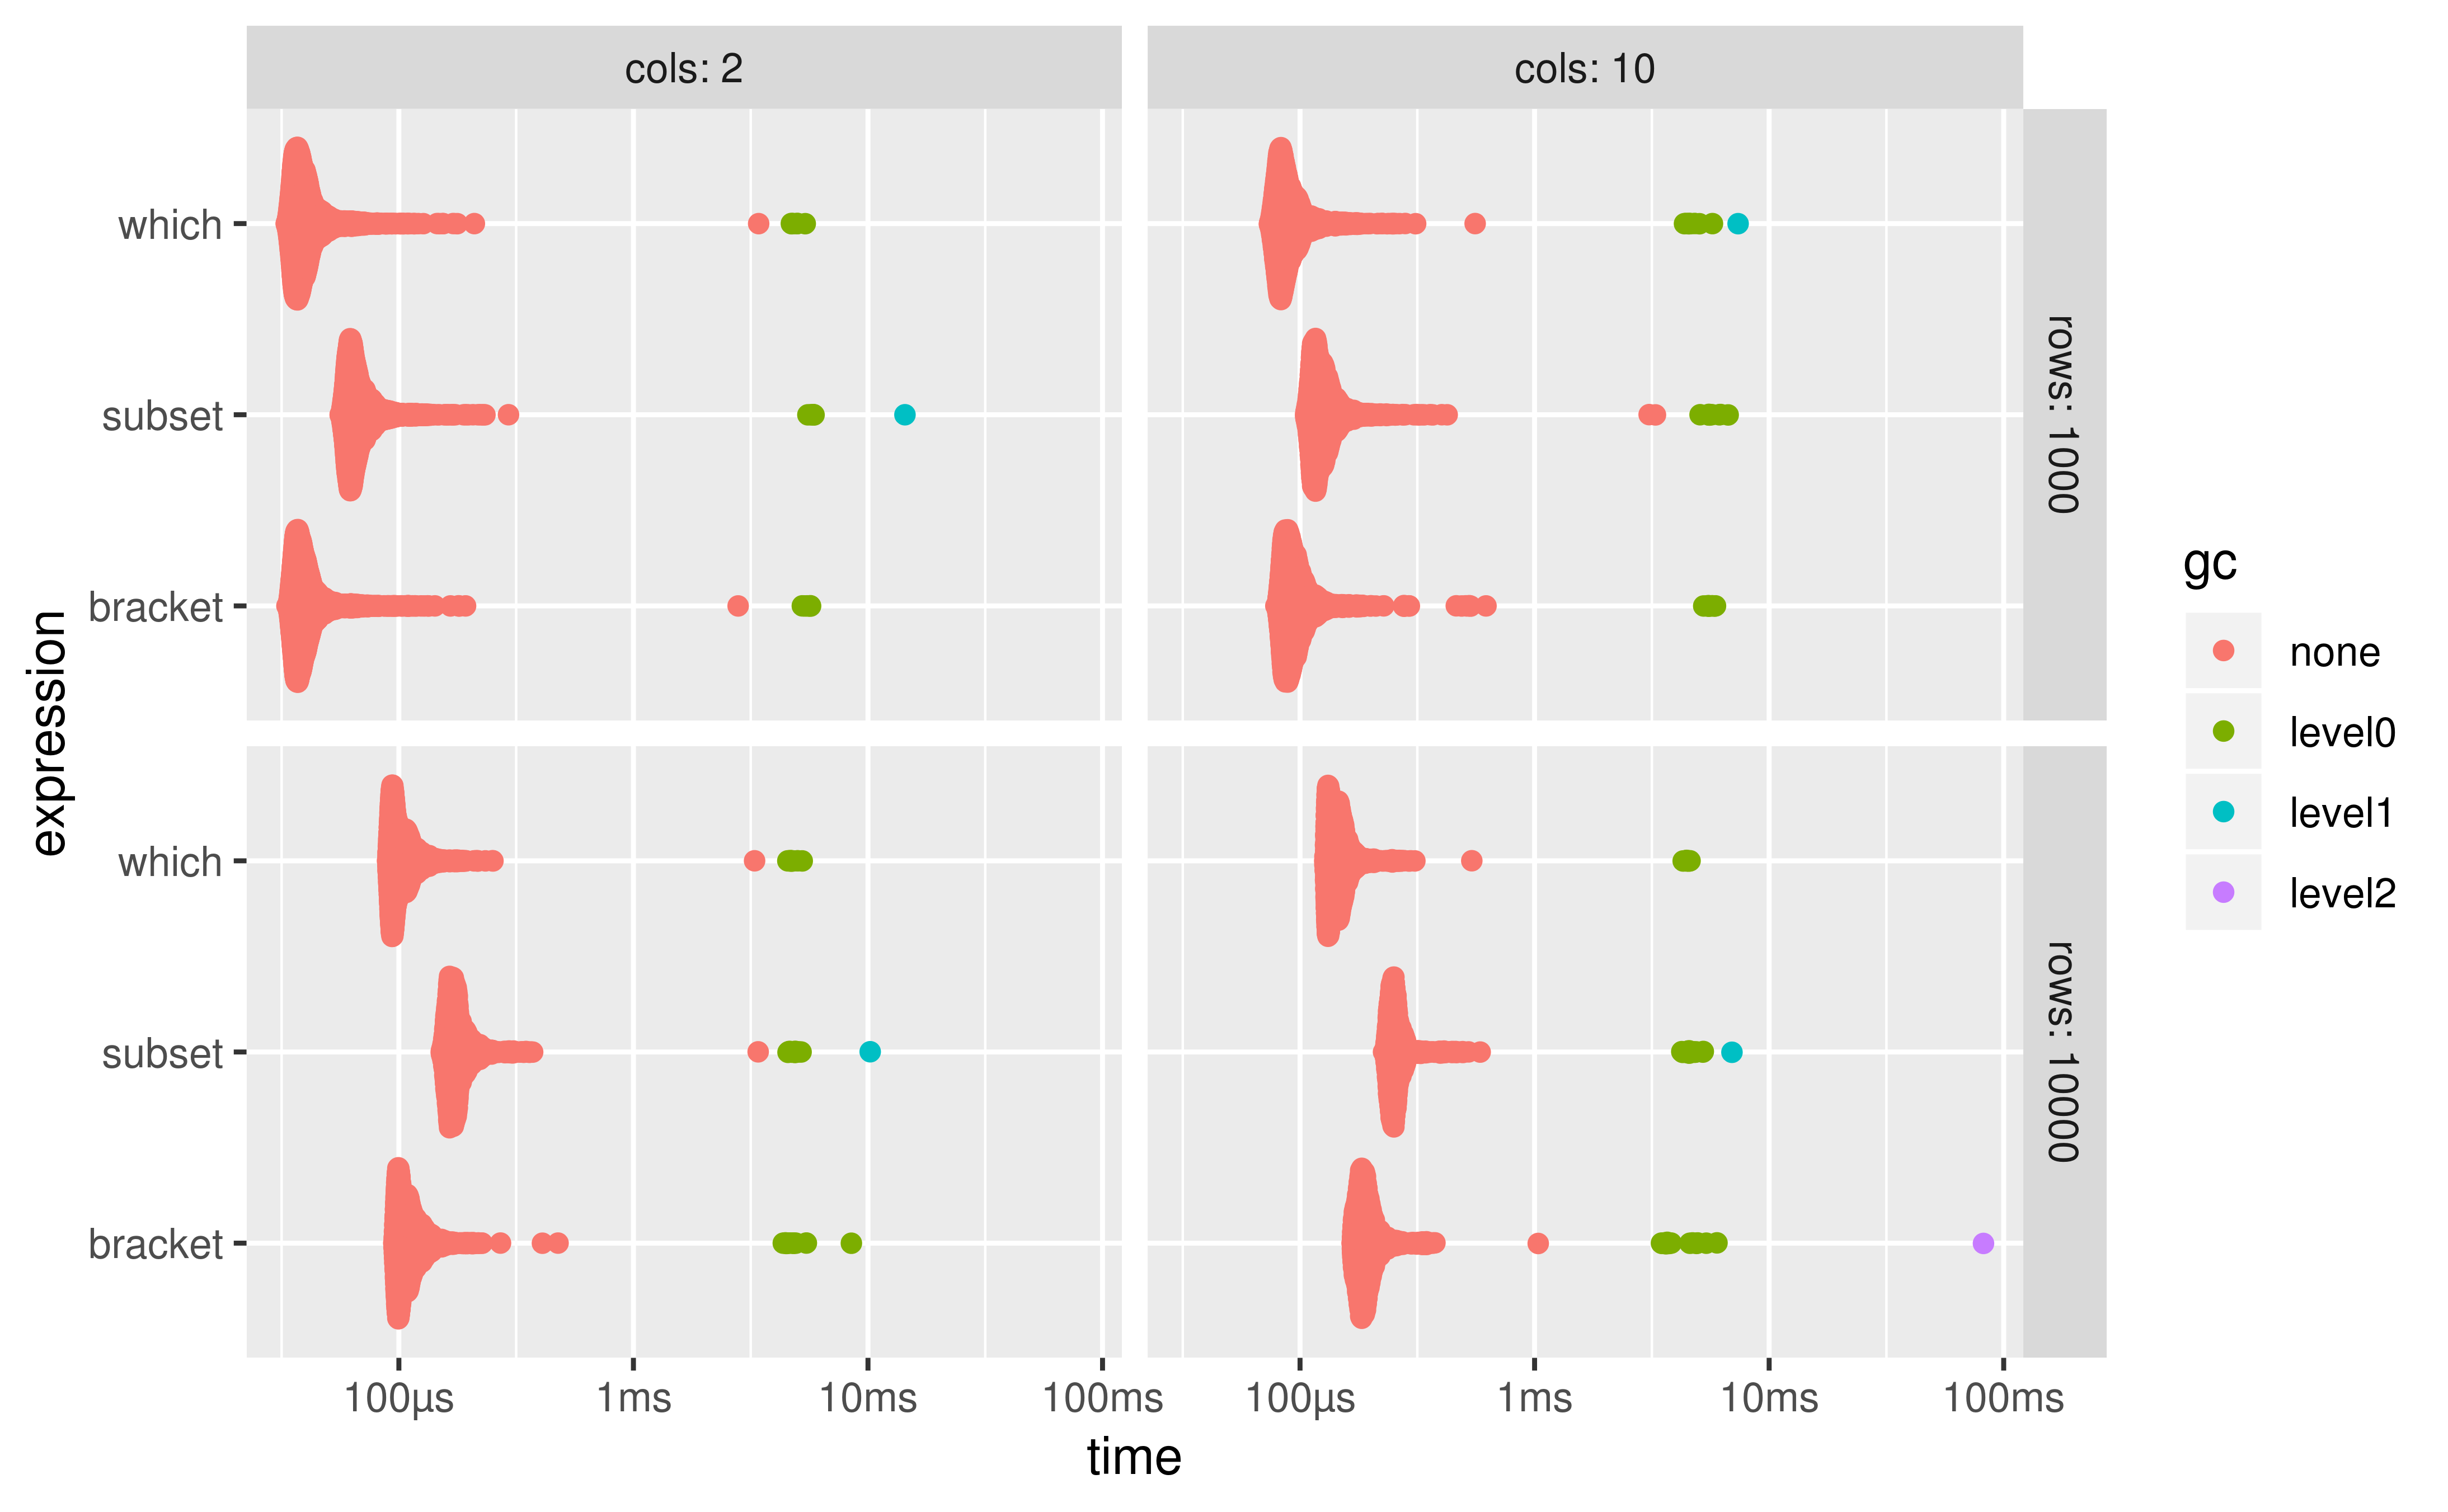 cols: 2
cols: 10
which
subset
bracket
rows: 1000
which
subset
bracket
rows: 10000
expression
100µs
1ms
10ms
100ms
100µs
1ms
10ms
100ms
time
gc
none
level0
level1
level2